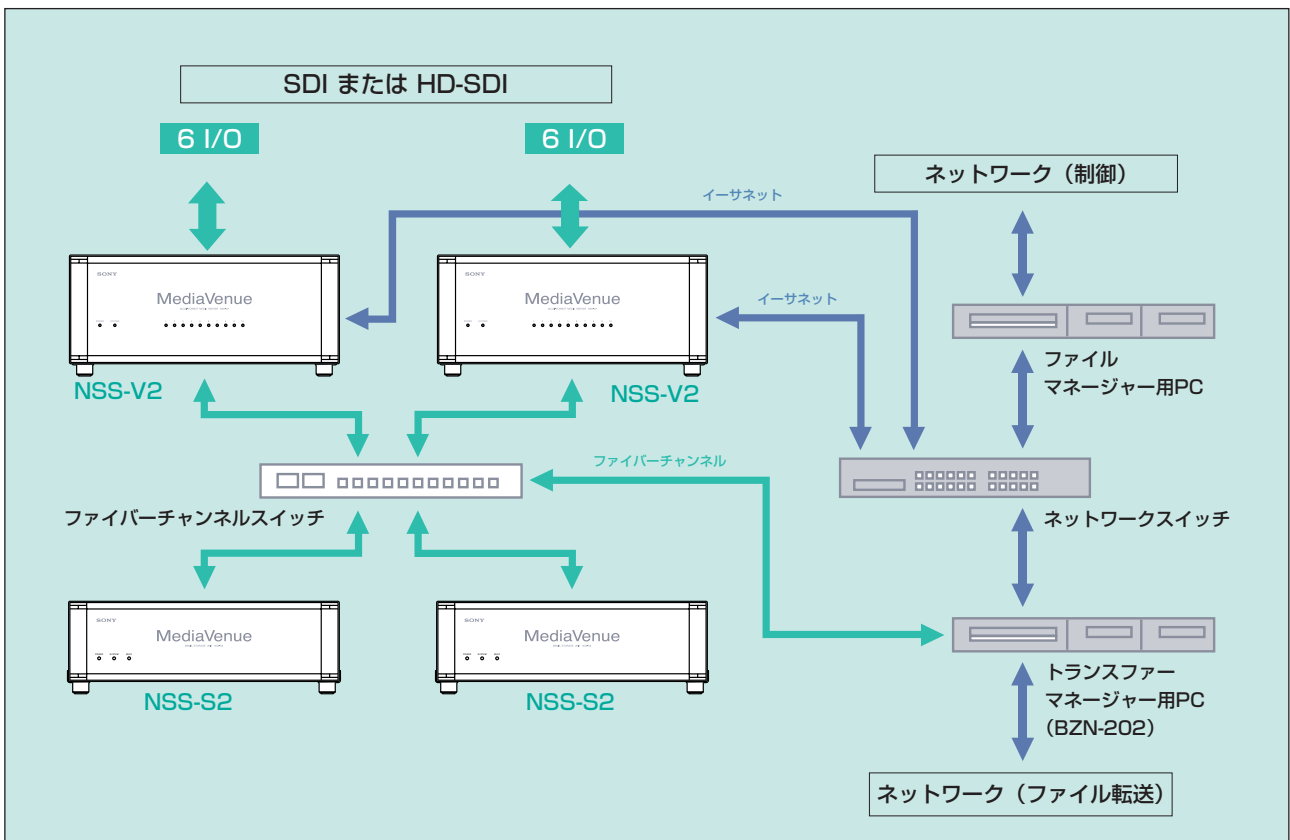 SDI または HD-SDI
6 I/O
6 I/O
ネットワーク（制御）
イーサネット
イーサネット
SONY
MediaVenue
SONY
MediaVenue
NSS-V2
NSS-V2
ファイル
マネージャー用PC
ファイバーチャンネル
ファイバーチャンネルスイッチ
ネットワークスイッチ
SONY
MediaVenue
SONY
MediaVenue
NSS-S2
NSS-S2
トランスファー
マネージャー用PC
（BZN-202）
ネットワーク（ファイル転送）